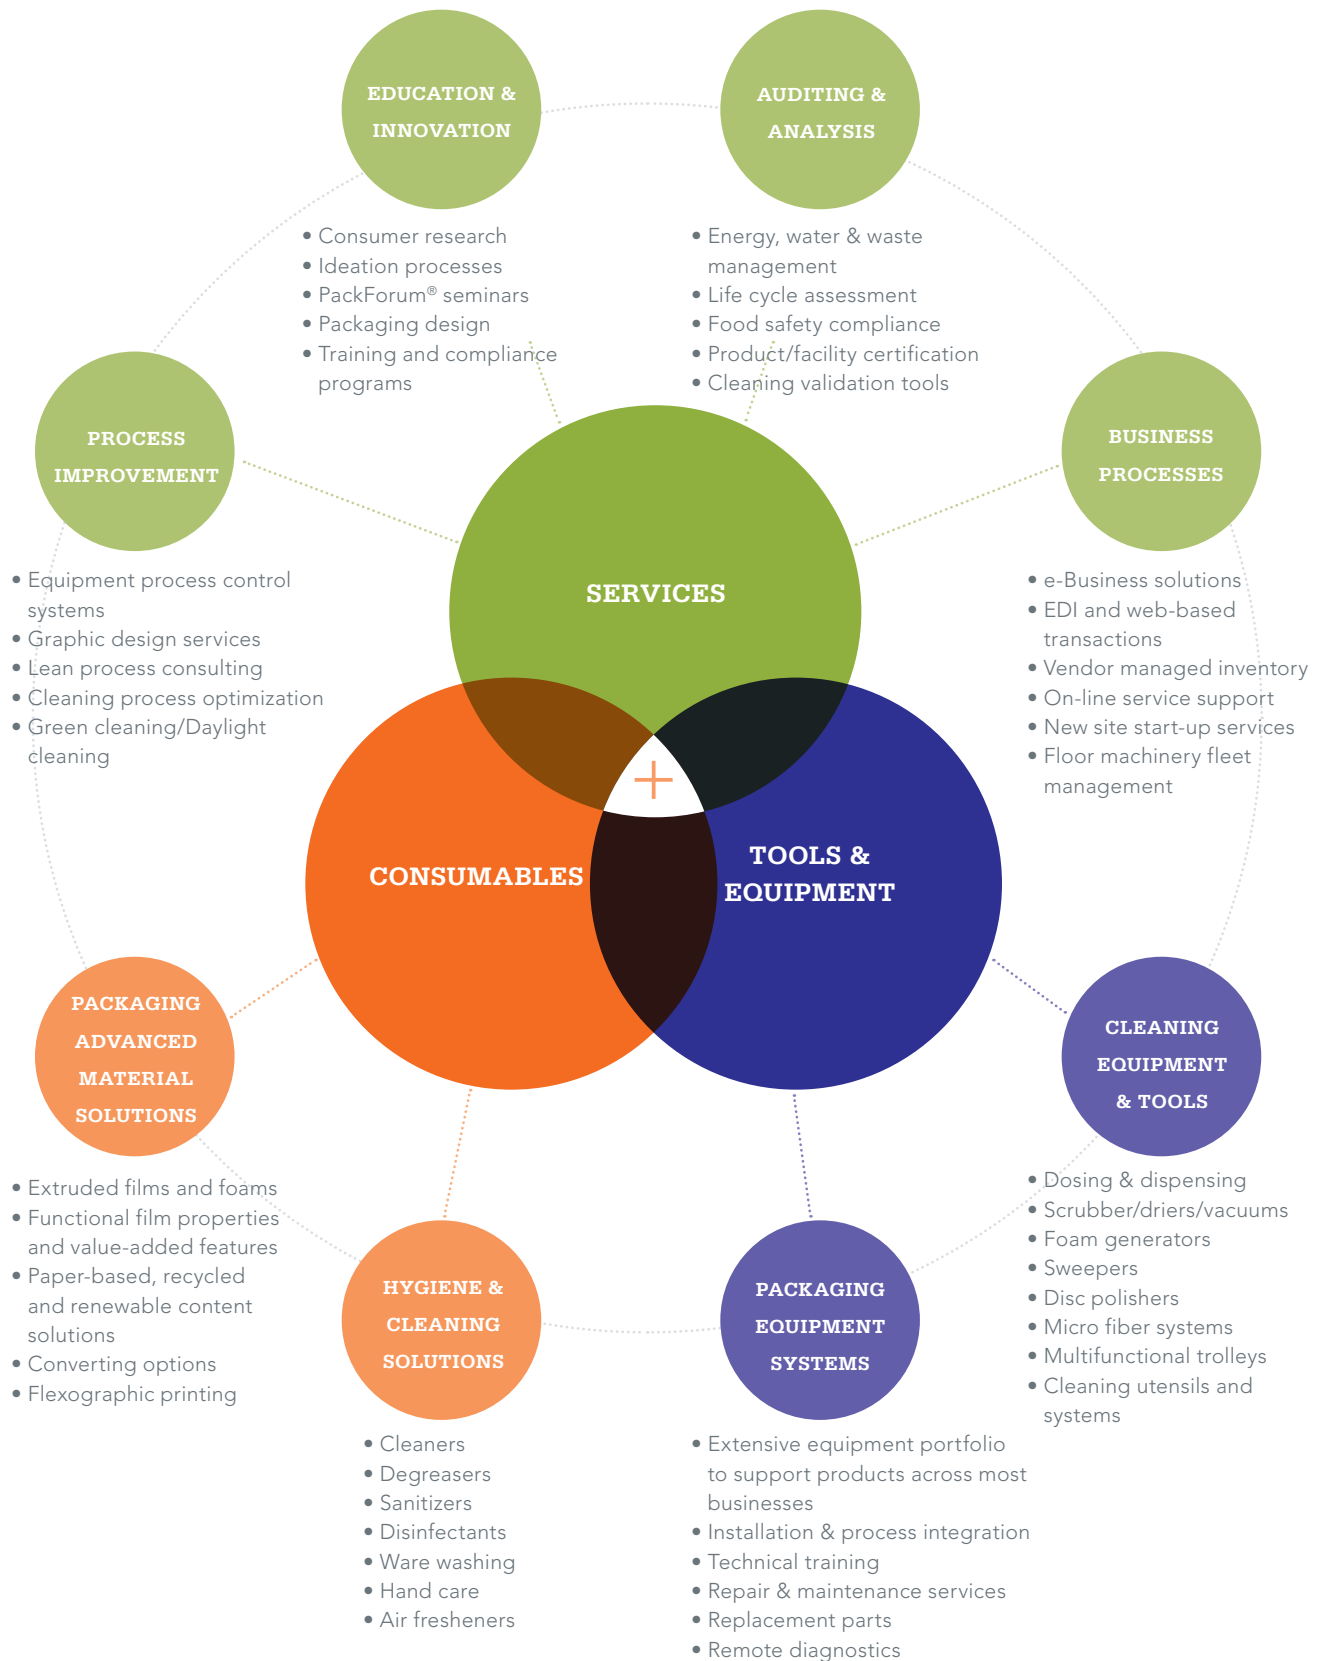 EDUCATION &
INNOVATION
• Consumer research
• Ideation processes
• PackForum® seminars
• Packaging design
• Training and compliance
programs
AUDITING &
ANALYSIS
• Energy, water & waste
management
• Life cycle assessment
• Food safety compliance
• Product/facility certification
• Cleaning validation tools
PROCESS
IMPROVEMENT
• Equipment process control
systems
• Graphic design services
• Lean process consulting
• Cleaning process optimization
• Green cleaning/Daylight
cleaning
BUSINESS
PROCESSES
• e-Business solutions
• EDI and web-based
transactions
• Vendor managed inventory
• On-line service support
• New site start-up services
• Floor machinery fleet
management
SERVICES
+
CONSUMABLES
TOOLS &
EQUIPMENT
PACKAGING
ADVANCED
MATERIAL
SOLUTIONS
• Extruded films and foams
• Functional film properties
and value-added features
• Paper-based, recycled
and renewable content
solutions
• Converting options
• Flexographic printing
HYGIENE &
CLEANING
SOLUTIONS
• Cleaners
• Degreasers
• Sanitizers
• Disinfectants
• Ware washing
• Hand care
• Air fresheners
PACKAGING
EQUIPMENT
SYSTEMS
• Extensive equipment portfolio
to support products across most
businesses
• Installation & process integration
• Technical training
• Repair & maintenance services
• Replacement parts
• Remote diagnostics
CLEANING
EQUIPMENT
& TOOLS
• Dosing & dispensing
• Scrubber/driers/vacuums
• Foam generators
• Sweepers
• Disc polishers
• Micro fiber systems
• Multifunctional trolleys
• Cleaning utensils and
systems